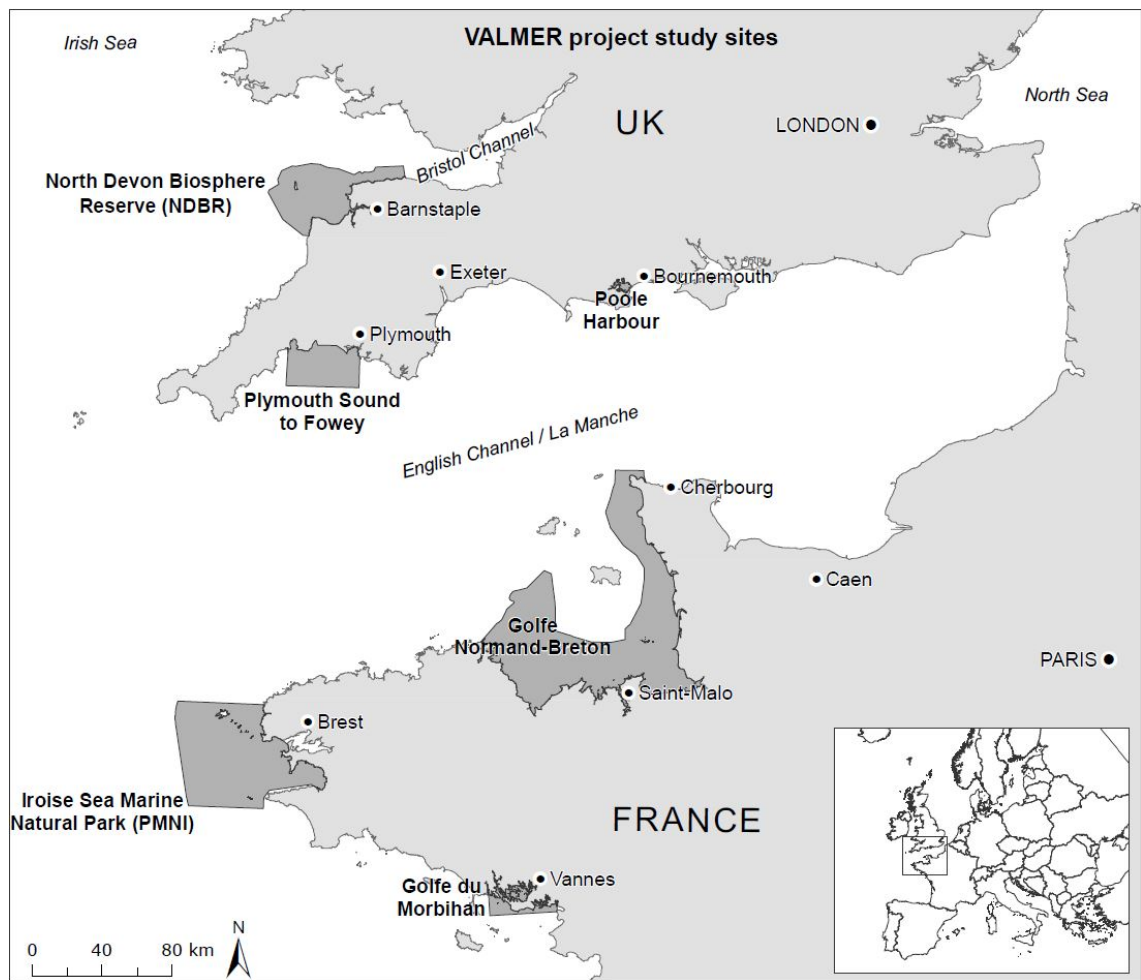 VALMER project study sites
Irish Sea
North Sea
UK
LONDON
Bristol Channel
North Devon Biosphere
Reserve (NDBR)
Barnstaple
Exeter
Bournemouth
Poole
Harbour
Plymouth
Plymouth Sound
to Fowey
English Channel / La Manche
Cherbourg
Caen
Golfe
Normand-Breton
PARIS
Saint-Malo
Brest
Iroise Sea Marine
Natural Park (PMNI)
FRANCE
Vannes
Golfe du
Morbihan
N
0 40 80 km